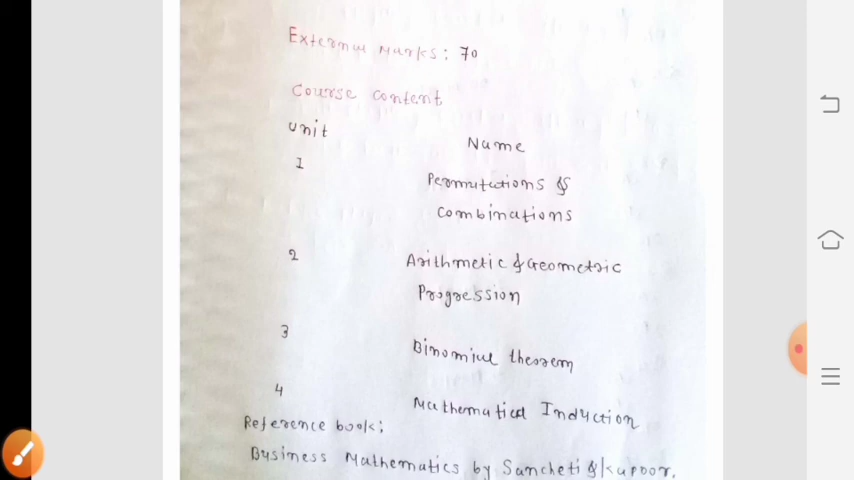 External Marks: 70
Course content
Unit Name
1 Permutations &
Combinations
2 Arithmetic & Geometric
Progression
3 Binomial theorem
4 Mathematical Induction
Reference book;
Business Mathematics by Sancheti & Kapoor.